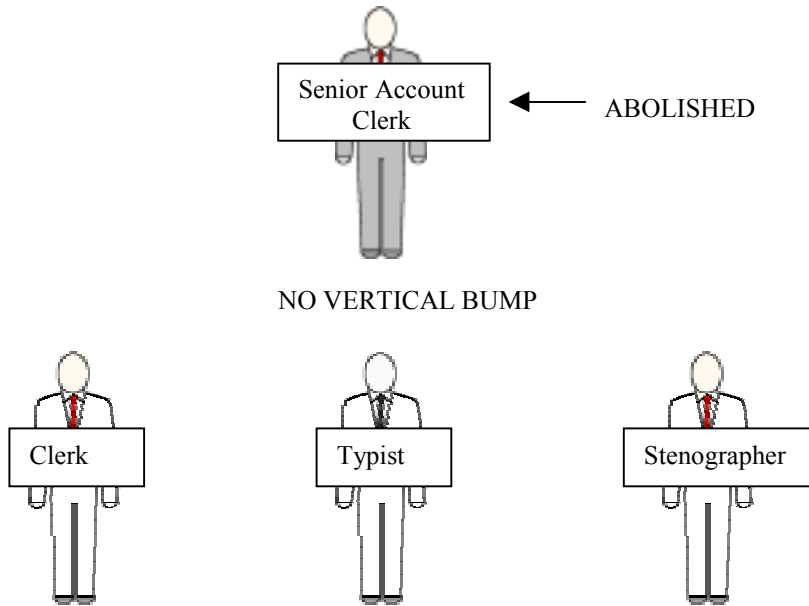 Senior Account
Clerk
ABOLISHED
NO VERTICAL BUMP
Clerk
Typist
Stenographer